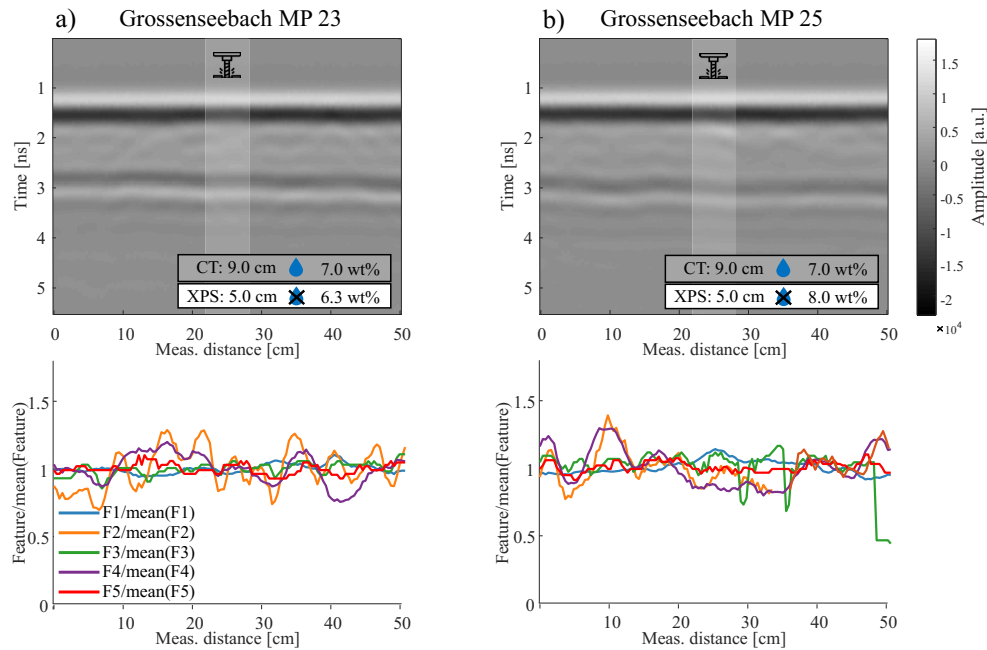 a) Grossenseebach MP 23
b) Grossenseebach MP 25
Time [ns]
1
2
3
4
5
CT: 9.0 cm 7.0 wt%
XPS: 5.0 cm 6.3 wt%
0 10 20 30 40 50
Meas. distance [cm]
Time [ns]
1
2
3
4
5
CT: 9.0 cm 7.0 wt%
XPS: 5.0 cm 8.0 wt%
0 10 20 30 40 50
Meas. distance [cm]
1.5
1
0.5
0
-0.5
-1
-1.5
-2
×10⁴
Amplitude [a.u.]
Feature/mean(Feature)
1.5
1
0.5
0
F1/mean(F1)
F2/mean(F2)
F3/mean(F3)
F4/mean(F4)
F5/mean(F5)
10 20 30 40 50
Meas. distance [cm]
Feature/mean(Feature)
1.5
1
0.5
0
10 20 30 40 50
Meas. distance [cm]